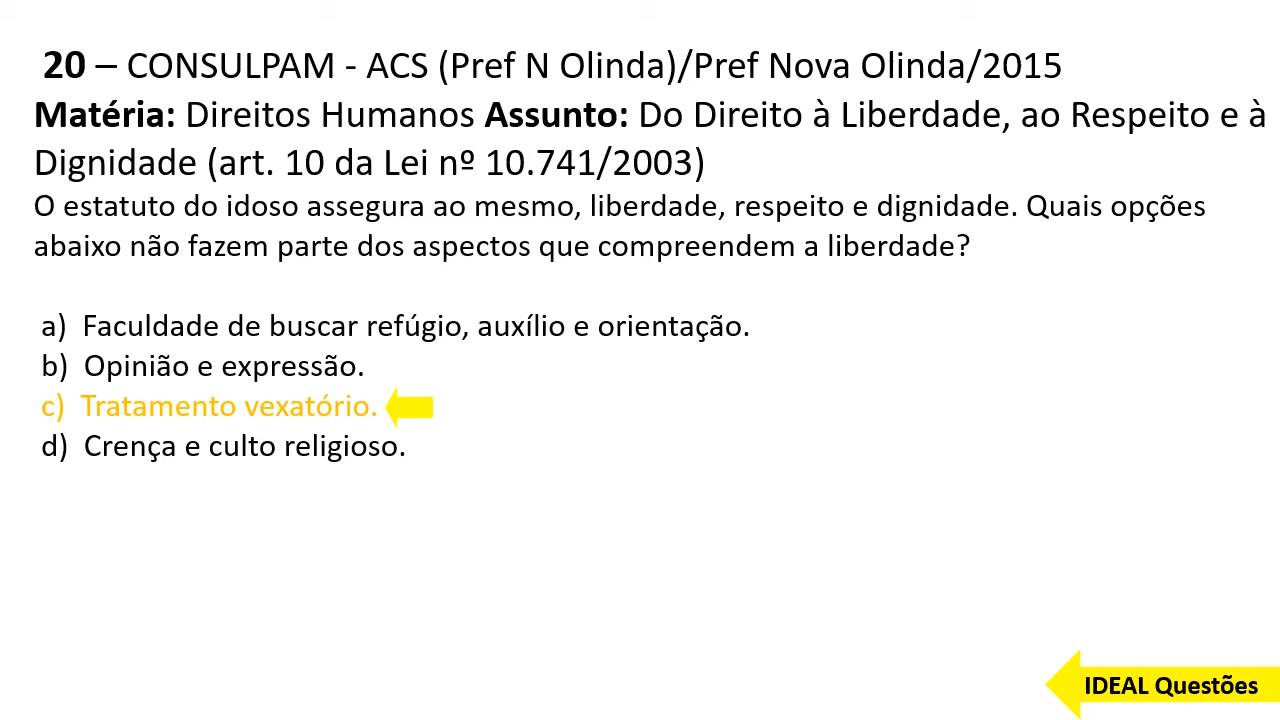 20 – CONSULPAM - ACS (Pref N Olinda)/Pref Nova Olinda/2015
Matéria: Direitos Humanos Assunto: Do Direito à Liberdade, ao Respeito e à
Dignidade (art. 10 da Lei nº 10.741/2003)
O estatuto do idoso assegura ao mesmo, liberdade, respeito e dignidade. Quais opções
abaixo não fazem parte dos aspectos que compreendem a liberdade?
a) Faculdade de buscar refúgio, auxílio e orientação.
b) Opinião e expressão.
c) Tratamento vexatório.
d) Crença e culto religioso.
IDEAL Questões